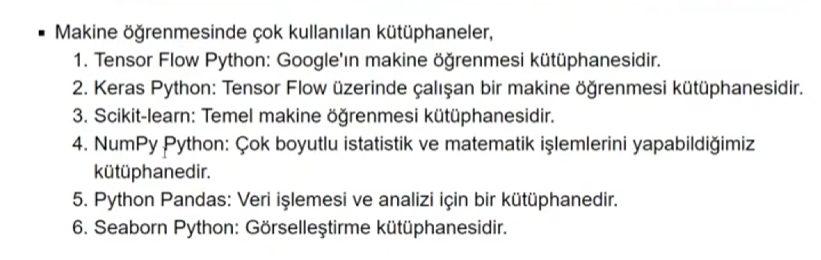 ▪ Makine öğrenmesinde çok kullanılan kütüphaneler,
1. Tensor Flow Python: Google'ın makine öğrenmesi kütüphanesidir.
2. Keras Python: Tensor Flow üzerinde çalışan bir makine öğrenmesi kütüphanesidir.
3. Scikit-learn: Temel makine öğrenmesi kütüphanesidir.
4. NumPy Python: Çok boyutlu istatistik ve matematik işlemlerini yapabildiğimiz
kütüphanedir.
5. Python Pandas: Veri işlemesi ve analizi için bir kütüphanedir.
6. Seaborn Python: Görselleştirme kütüphanesidir.